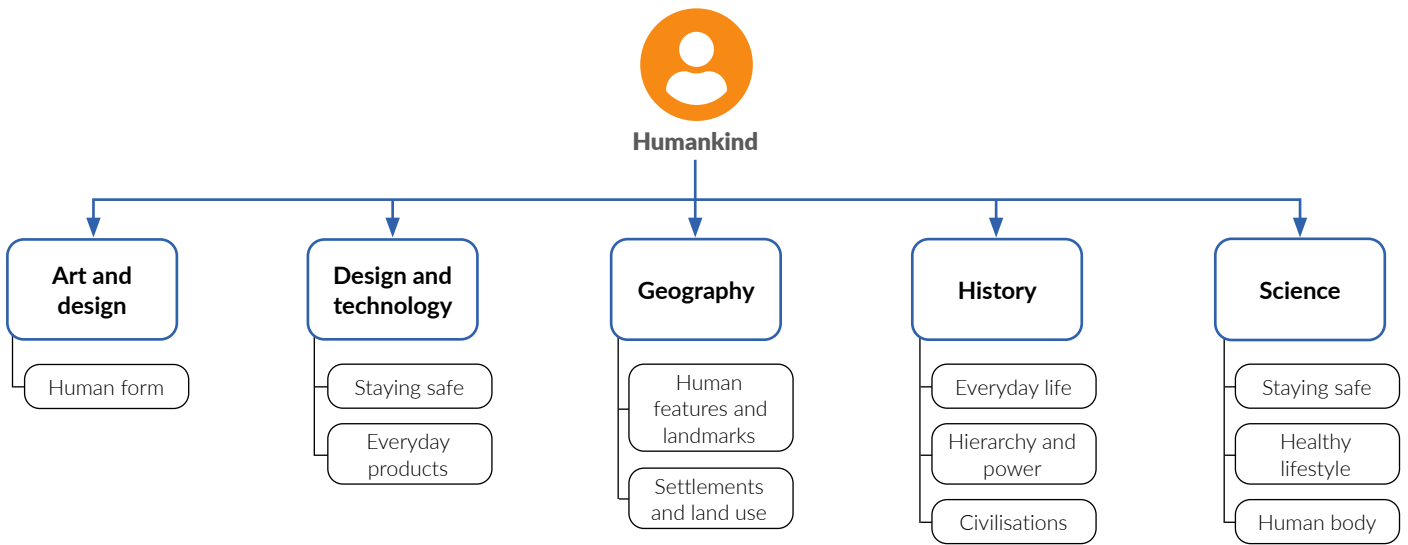 Humankind
Art and
design
Human form
Design and
technology
Staying safe
Everyday
products
Geography
Human
features and
landmarks
Settlements
and land use
History
Everyday life
Hierarchy and
power
Civilisations
Science
Staying safe
Healthy
lifestyle
Human body